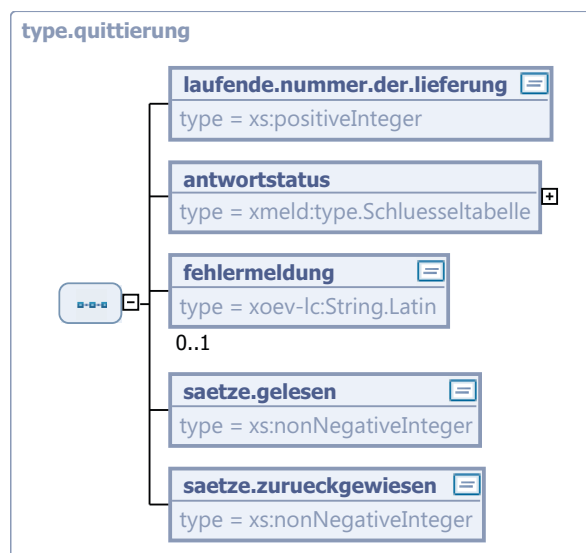 type.quittierung
laufende.nummer.der.lieferung
type = xs:positiveInteger
antwortstatus
type = xmeld:type.Schluesseltabelle
fehlermeldung
type = xoev-lc:String.Latin
0..1
saetze.gelesen
type = xs:nonNegativeInteger
saetze.zurueckgewiesen
type = xs:nonNegativeInteger